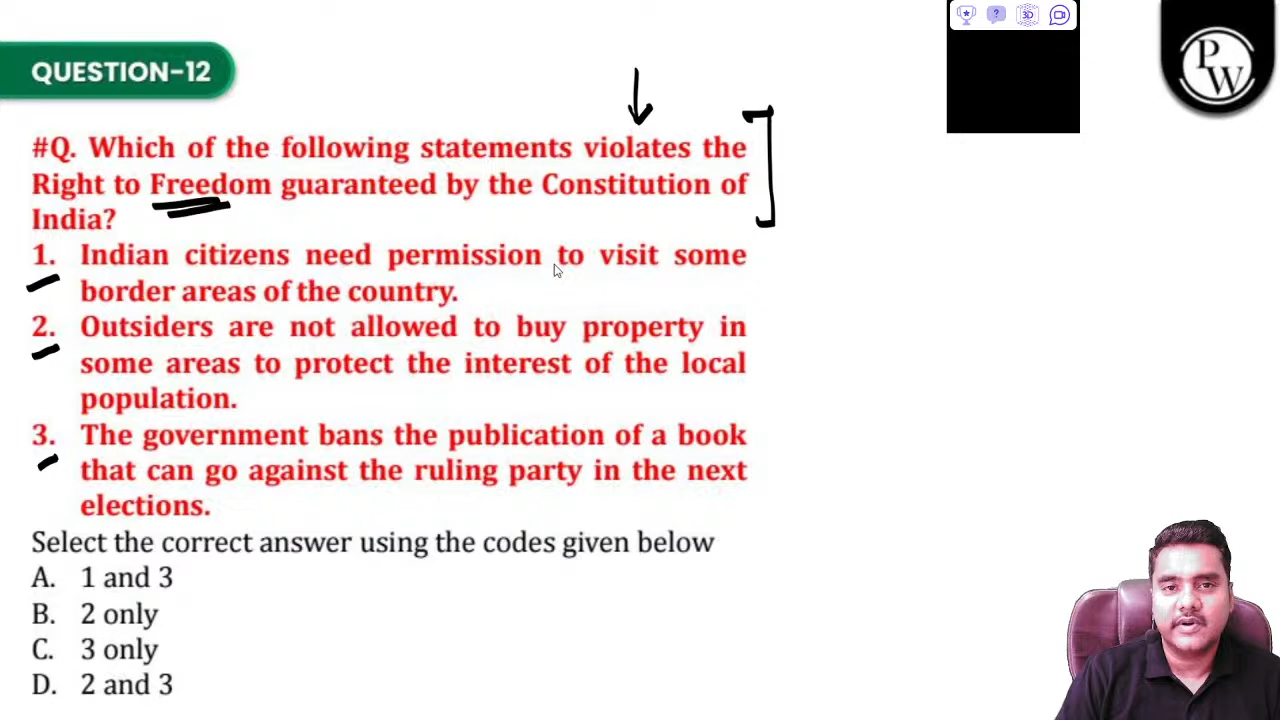 QUESTION-12
#Q. Which of the following statements violates the
Right to Freedom guaranteed by the Constitution of
India?
1. Indian citizens need permission to visit some
border areas of the country.
2. Outsiders are not allowed to buy property in
some areas to protect the interest of the local
population.
3. The government bans the publication of a book
that can go against the ruling party in the next
elections.
Select the correct answer using the codes given below
A. 1 and 3
B. 2 only
C. 3 only
D. 2 and 3
3D
PW